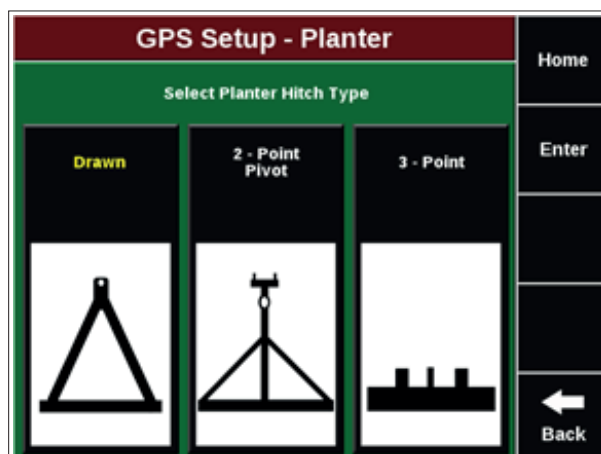 GPS Setup - Planter
Select Planter Hitch Type
Drawn
2 - Point
Pivot
3 - Point
Home
Enter
Back